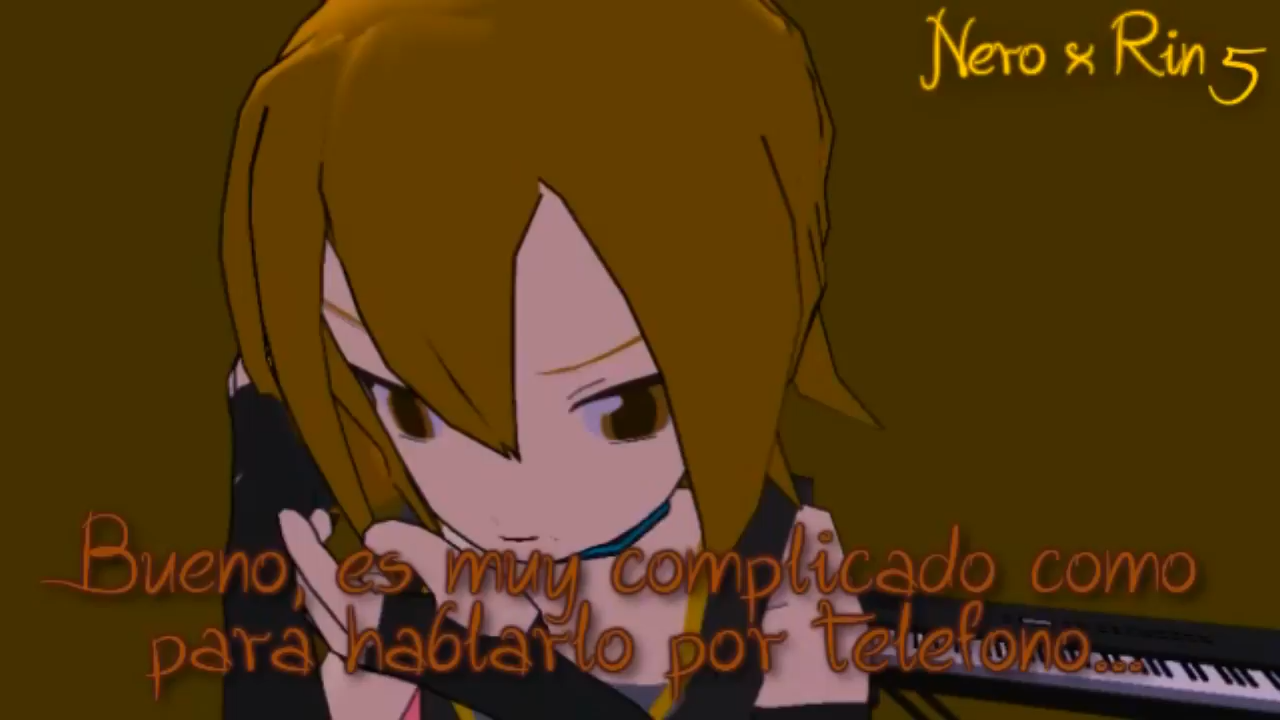 Nero x Rin 5
Bueno, es muy complicado como
para hablarlo por telefono...